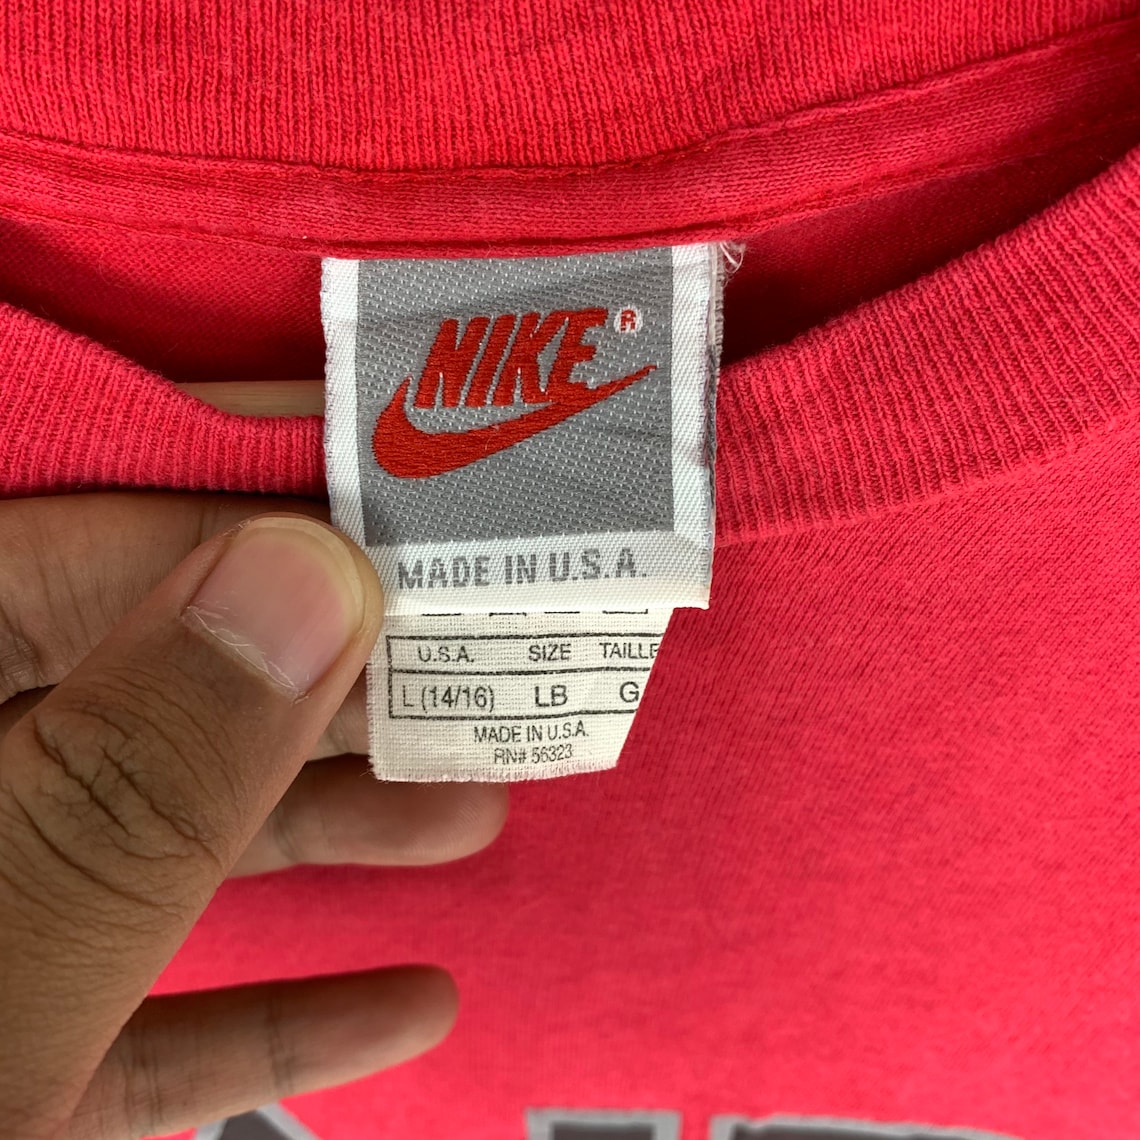 NIKE ®
MADE IN U.S.A.
U.S.A. SIZE TAILLE
L (14/16) LB G
MADE IN U.S.A.
RN# 56323